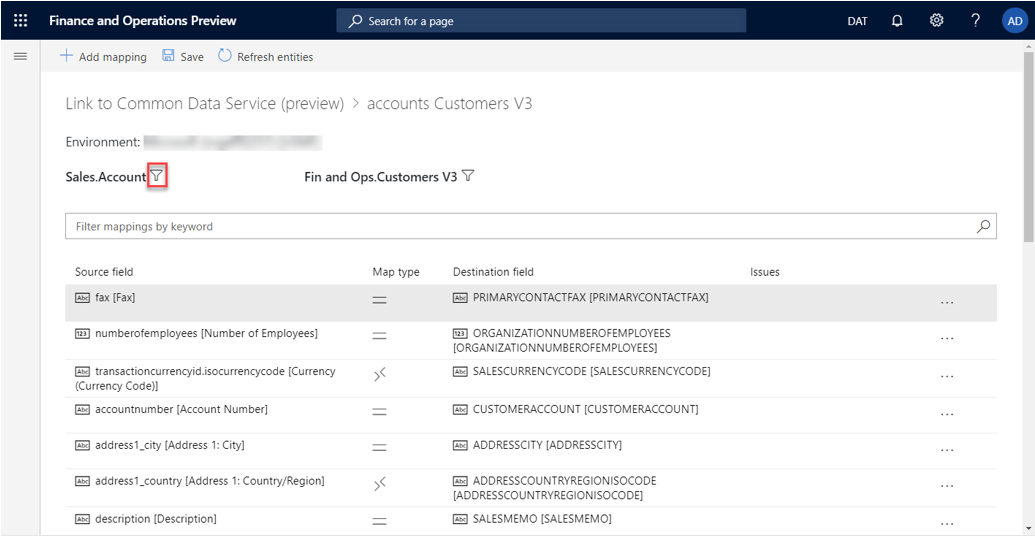 Finance and Operations Preview
Search for a page
DAT
?
AD
Add mapping
Save
Refresh entities
Link to Common Data Service (preview) > accounts Customers V3
Environment:
Sales.Account
Fin and Ops.Customers V3
Filter mappings by keyword
Source field Map type Destination field Issues
Abc fax [Fax] = Abc PRIMARYCONTACTFAX [PRIMARYCONTACTFAX] ...
123 numberofemployees [Number of Employees] = 123 ORGANIZATIONNUMBEROFEMPLOYEES ...
[ORGANIZATIONNUMBEROFEMPLOYEES]
Abc transactioncurrencyid.isocurrencycode [Currency >< Abc SALESCURRENCYCODE [SALESCURRENCYCODE] ...
(Currency Code)]
Abc accountnumber [Account Number] = Abc CUSTOMERACCOUNT [CUSTOMERACCOUNT] ...
Abc address1_city [Address 1: City] = Abc ADDRESSCITY [ADDRESSCITY] ...
Abc address1_country [Address 1: Country/Region] >< Abc ADDRESSCOUNTRYREGIONISOCODE ...
[ADDRESSCOUNTRYREGIONISOCODE]
Abc description [Description] = Abc SALESMEMO [SALESMEMO] ...